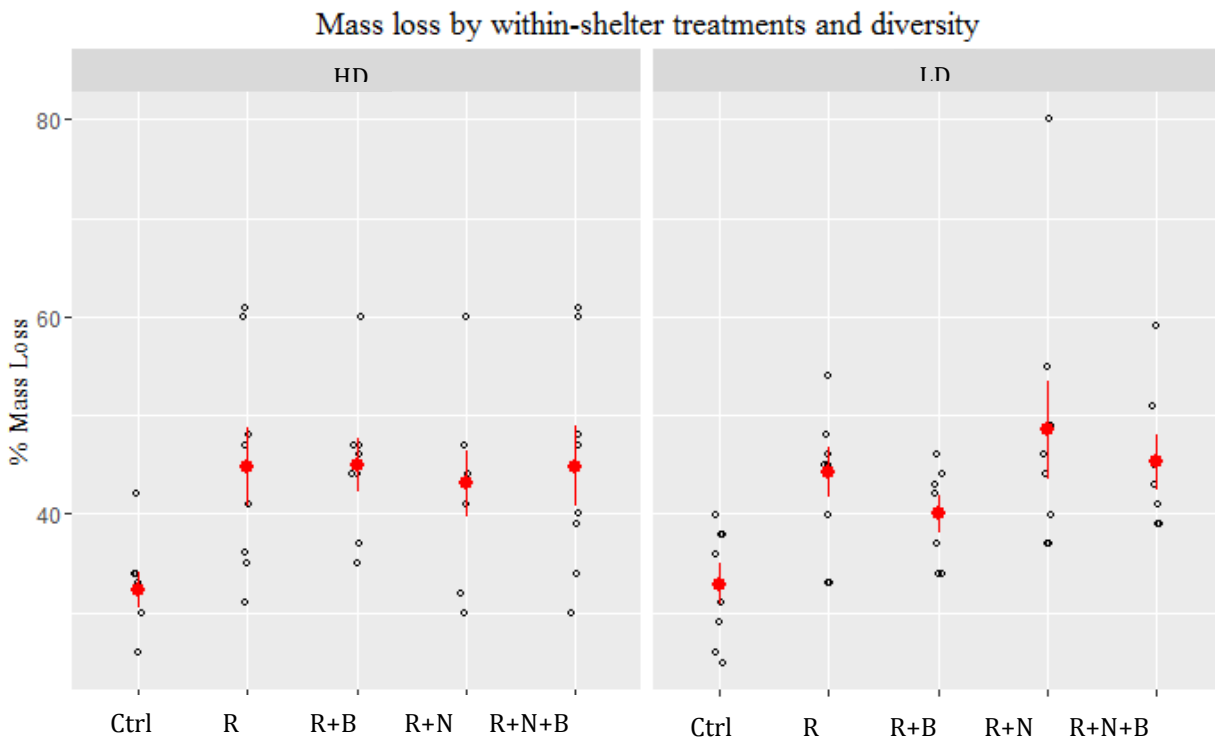 Mass loss by within-shelter treatments and diversity
HD
LD
80
60
40
% Mass Loss
Ctrl R R+B R+N R+N+B
Ctrl R R+B R+N R+N+B